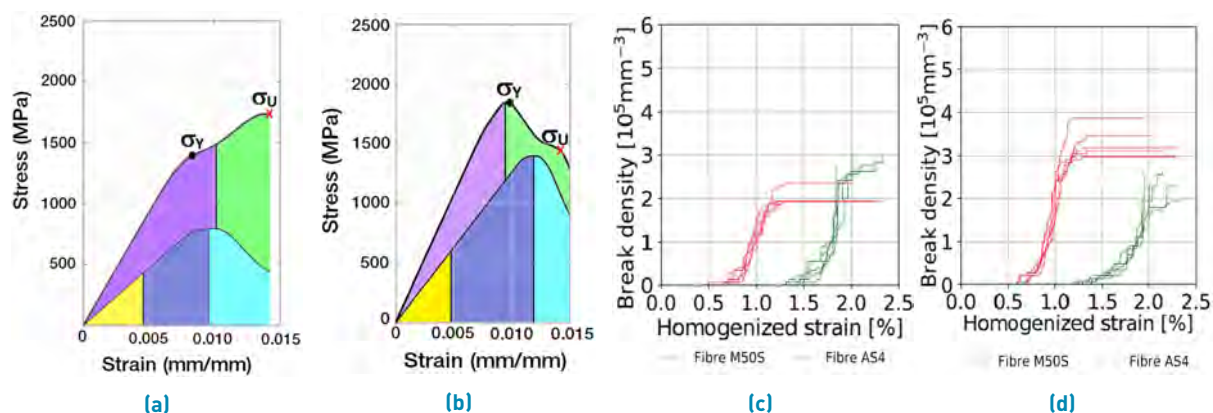 2500
2000
1500
1000
500
0
0.005
0.010
0.015
Stress (MPa)
Strain (mm/mm)
σY
σU
(a)
2500
2000
1500
1000
500
0
0
0.005
0.010
0.015
Stress (MPa)
Strain (mm/mm)
σY
σU
(b)
6
5
4
3
2
1
0
0.0
0.5
1.0
1.5
2.0
2.5
Break density [10⁵mm⁻³]
Homogenized strain [%]
Fibre M50S Fibre AS4
(c)
6
5
4
3
2
1
0
0.0
0.5
1.0
1.5
2.0
2.5
Break density [10⁵mm⁻³]
Homogenized strain [%]
Fibre M50S Fibre AS4
(d)